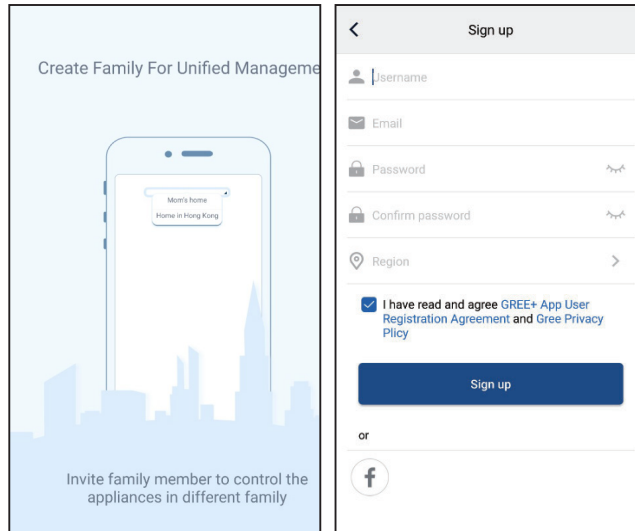 Create Family For Unified Manageme
Mom's home
Home in Hong Kong
Invite family member to control the
appliances in different family
Sign up
Username
Email
Password
Confirm password
Region
I have read and agree GREE+ App User
Registration Agreement and Gree Privacy
Plicy
Sign up
or
f